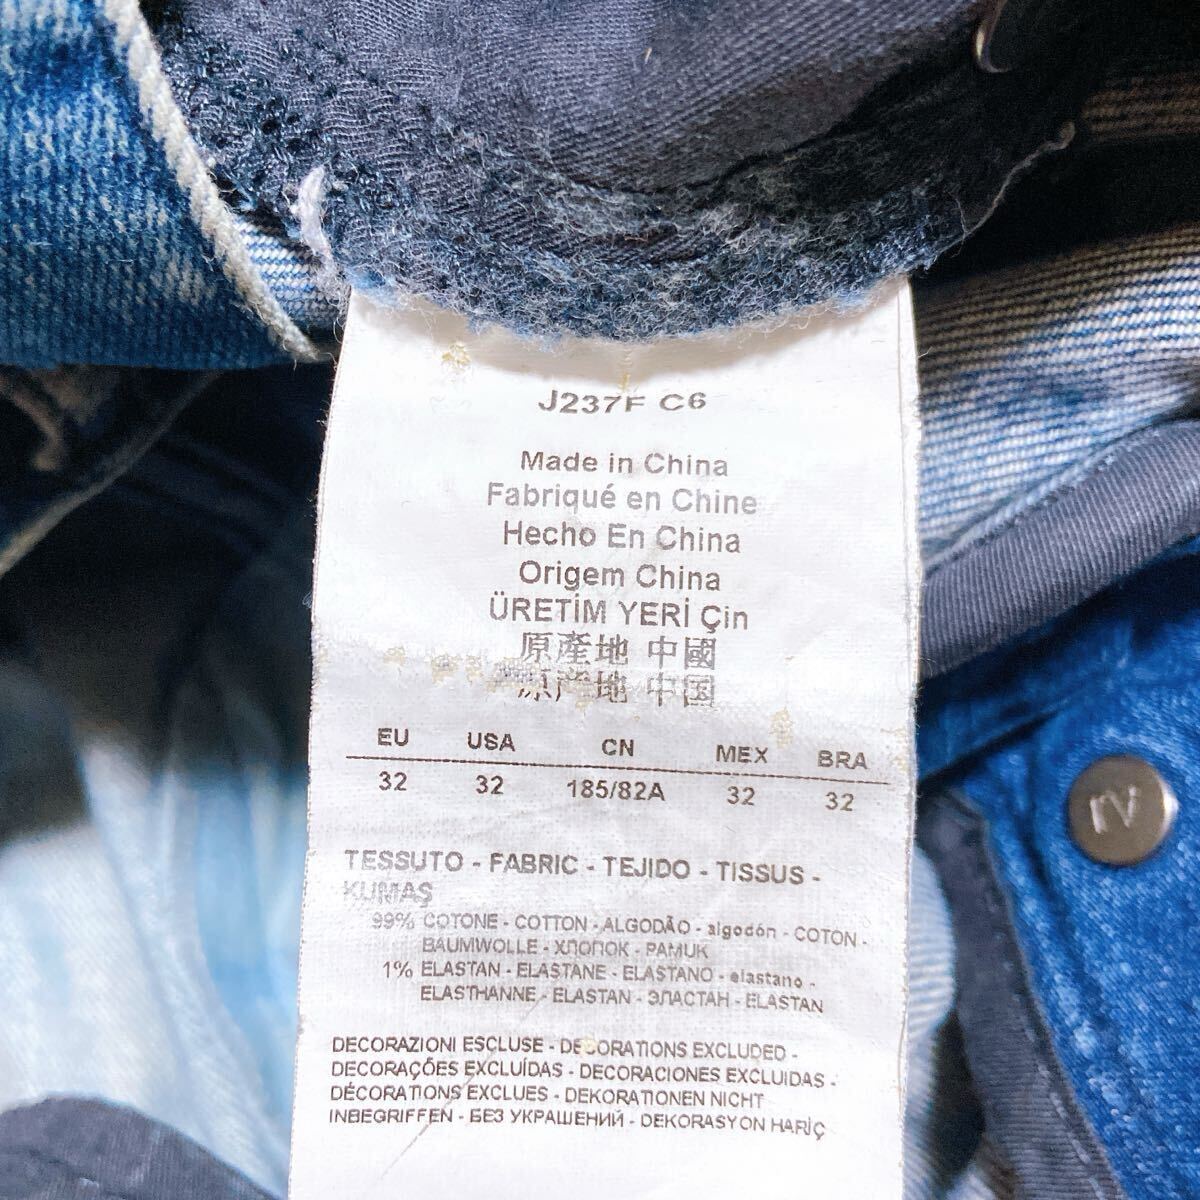 J237F C6
Made in China
Fabriqué en Chine
Hecho En China
Origem China
ÜRETİM YERİ Çin
原産地 中國
原产地 中国
EU USA CN MEX BRA
32 32 185/82A 32 32
TESSUTO - FABRIC - TEJIDO - TISSUS -
KUMAŞ
99% COTONE - COTTON - ALGODÃO - algodón - COTON -
BAUMWOLLE - ХЛОПОК - PAMUK
1% ELASTAN - ELASTANE - ELASTANO - elastano -
ELASTHANNE - ELASTAN - ЭЛАСТАН - ELASTAN
DECORAZIONI ESCLUSE - DECORATIONS EXCLUDED -
DECORAÇÕES EXCLUÍDAS - DECORACIONES EXCLUIDAS -
DÉCORATIONS EXCLUES - DEKORATIONEN NICHT
INBEGRIFFEN - БЕЗ УКРАШЕНИЙ - DEKORASYON HARİÇ
rv